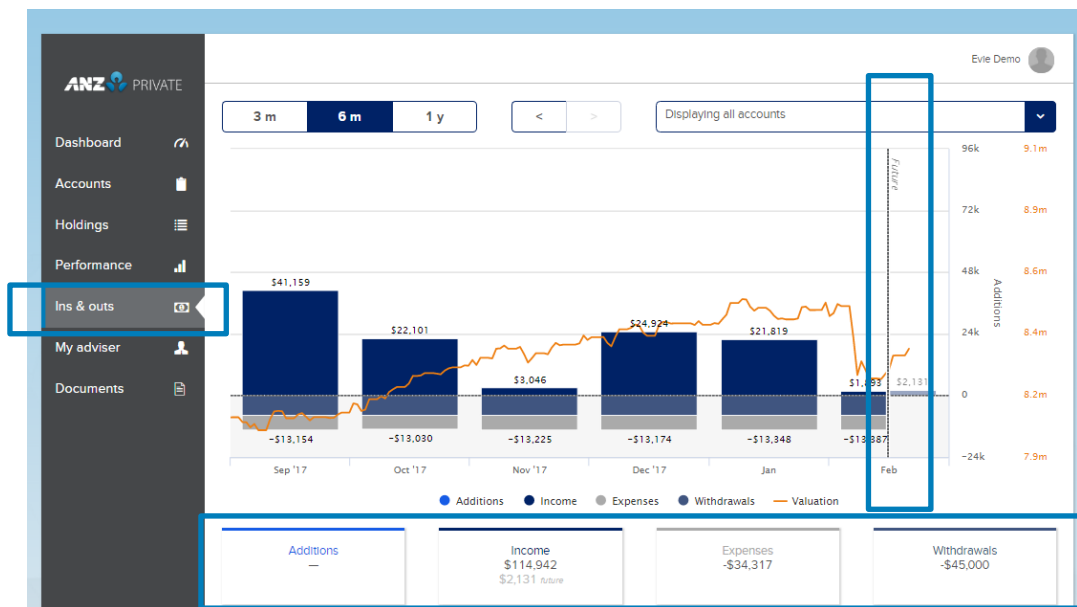 Evie Demo
ANZ PRIVATE
3 m 6 m 1 y < > Displaying all accounts
Dashboard
Accounts
Holdings
Performance
Ins & outs
My adviser
Documents
Future
96k 9.1m
72k 8.9m
48k 8.6m
24k 8.4m
0 8.2m
-24k 7.9m
Additions
$41,159
$22,101
$3,046
$24,924
$21,819
$1,893
$2,131
-$13,154
-$13,030
-$13,225
-$13,174
-$13,348
-$13,387
Sep '17 Oct '17 Nov '17 Dec '17 Jan Feb
Additions Income Expenses Withdrawals Valuation
Additions
—
Income
$114,942
$2,131 future
Expenses
-$34,317
Withdrawals
-$45,000